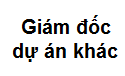 Giám đốc
dự án khác